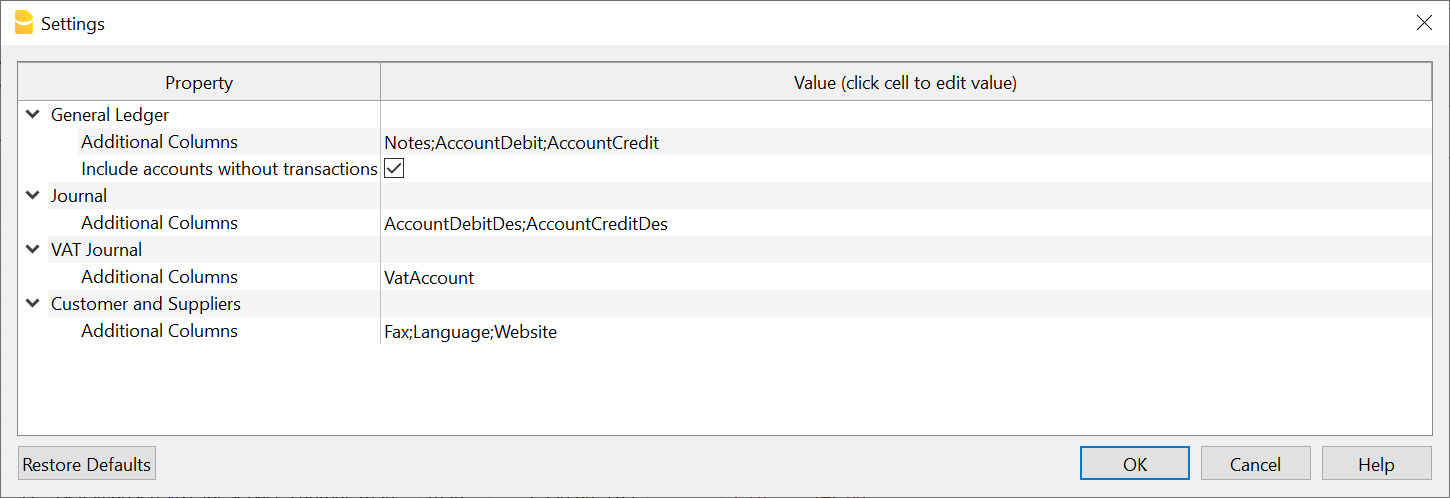 Settings
Property Value (click cell to edit value)
General Ledger
Additional Columns Notes;AccountDebit;AccountCredit
Include accounts without transactions
Journal
Additional Columns AccountDebitDes;AccountCreditDes
VAT Journal
Additional Columns VatAccount
Customer and Suppliers
Additional Columns Fax;Language;Website
Restore Defaults OK Cancel Help